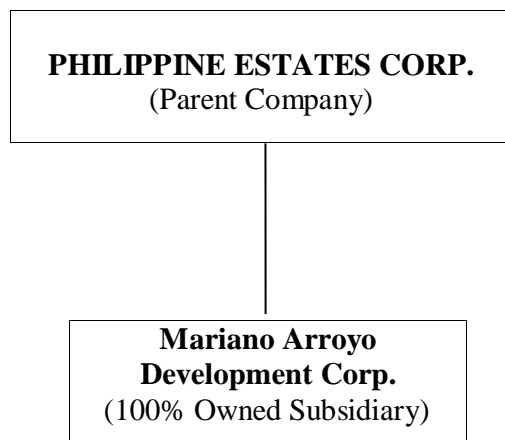 PHILIPPINE ESTATES CORP.
(Parent Company)
Mariano Arroyo
Development Corp.
(100% Owned Subsidiary)